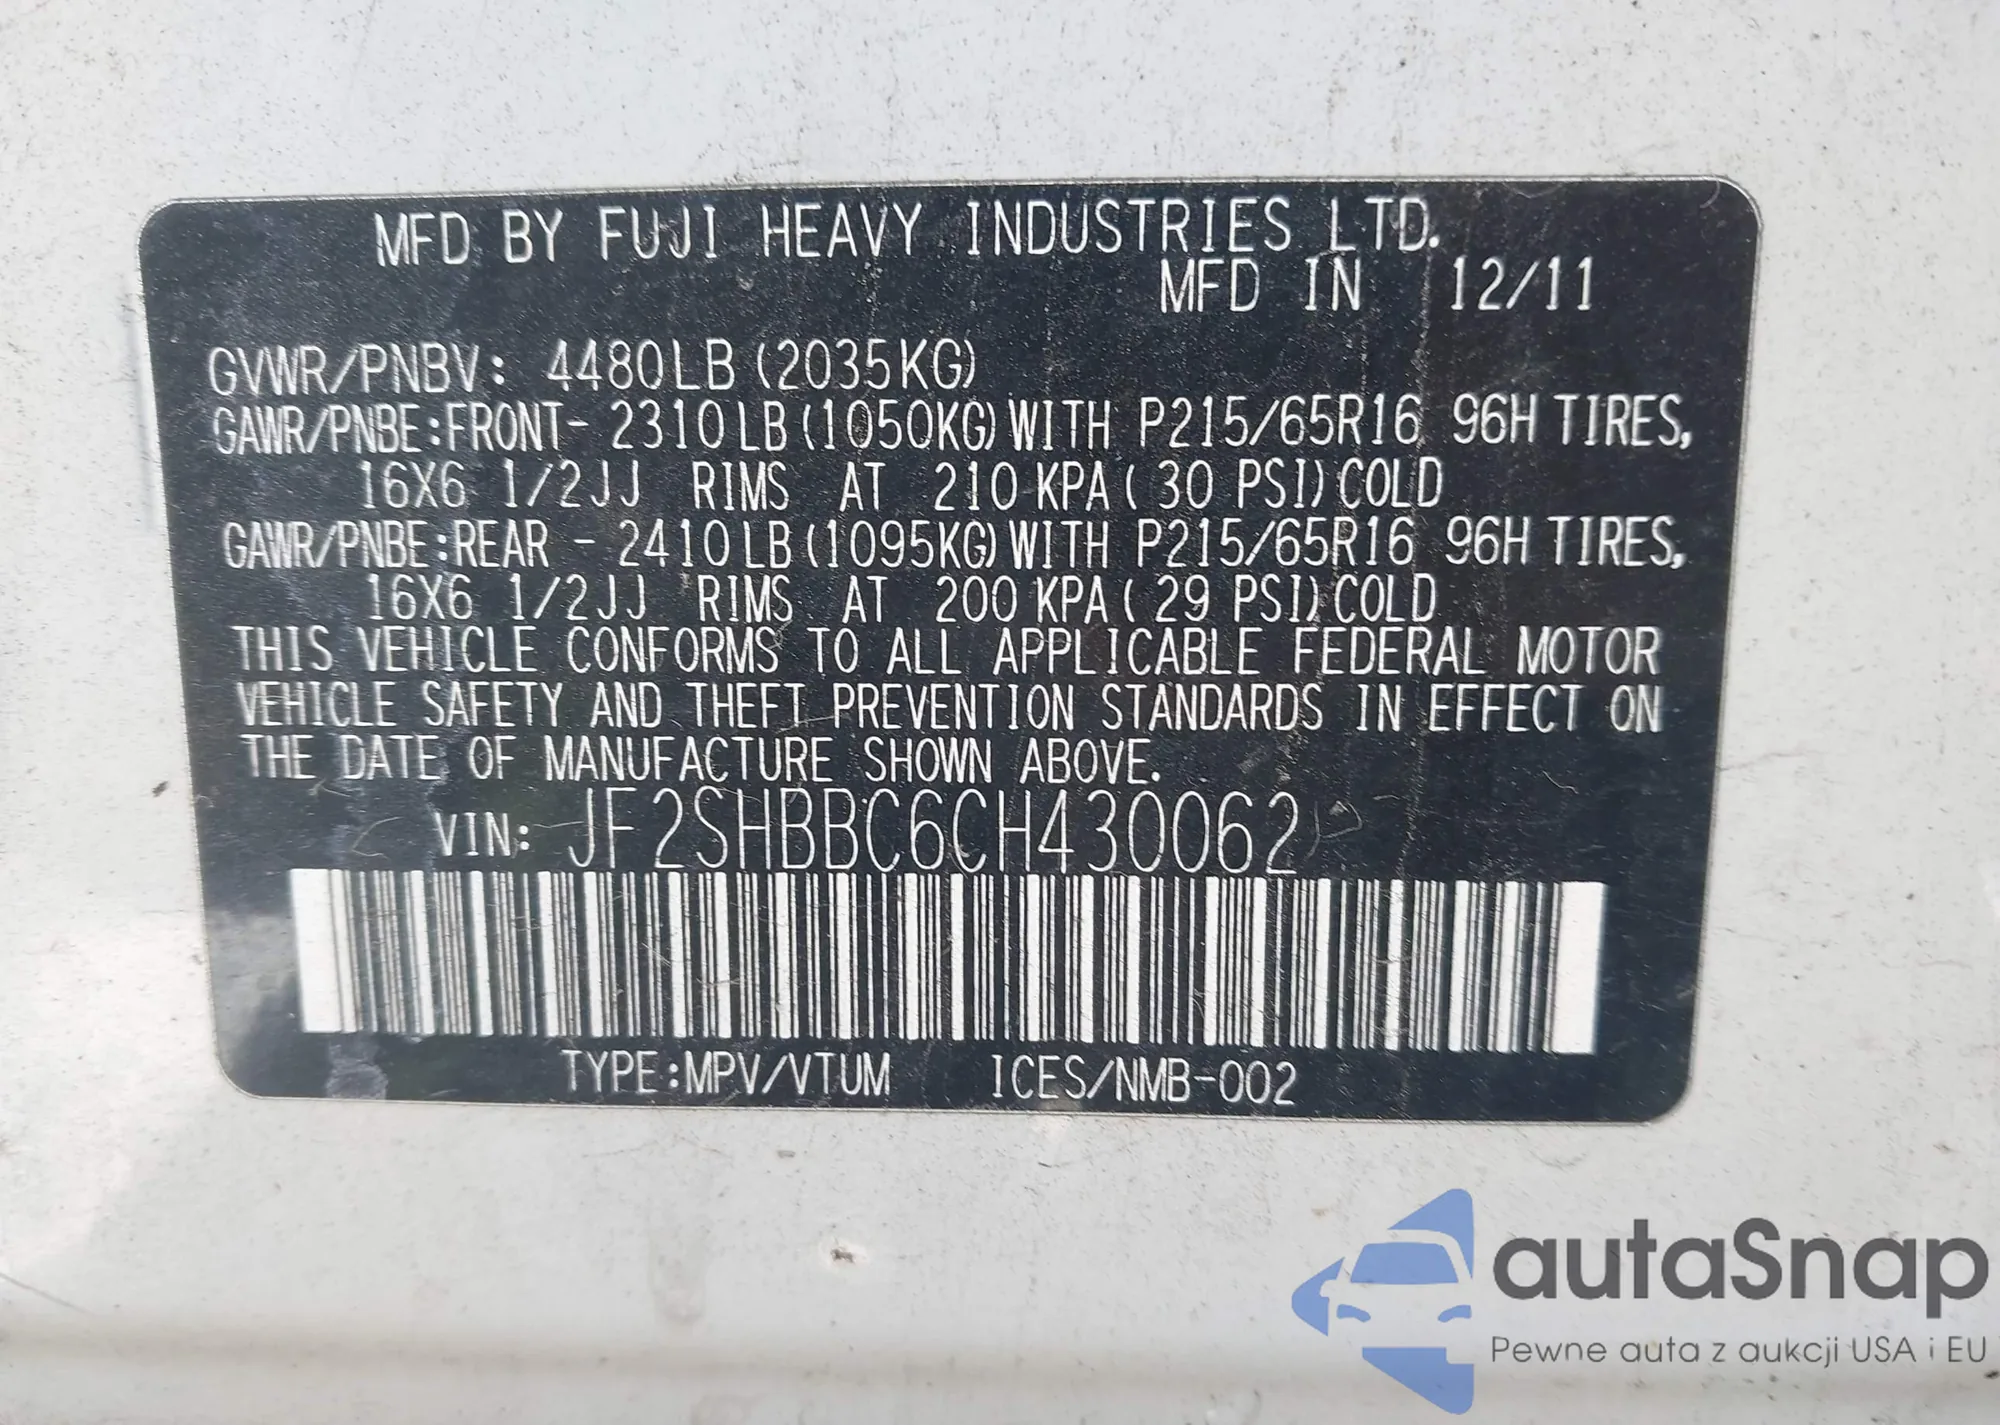 MFD BY FUJI HEAVY INDUSTRIES LTD.
MFD IN 12/11
GVWR/PNBV: 4480LB (2035KG)
GAWR/PNBE:FRONT- 2310LB (1050KG) WITH P215/65R16 96H TIRES,
16X6 1/2JJ RIMS AT 210 KPA ( 30 PSI) COLD
GAWR/PNBE:REAR - 2410LB (1095KG) WITH P215/65R16 96H TIRES,
16X6 1/2JJ RIMS AT 200 KPA ( 29 PSI) COLD
THIS VEHICLE CONFORMS TO ALL APPLICABLE FEDERAL MOTOR
VEHICLE SAFETY AND THEFT PREVENTION STANDARDS IN EFFECT ON
THE DATE OF MANUFACTURE SHOWN ABOVE.
VIN: JF2SHBBC6CH430062
TYPE:MPV/VTUM ICES/NMB-002
autaSnap
Pewne auta z aukcji USA i EU